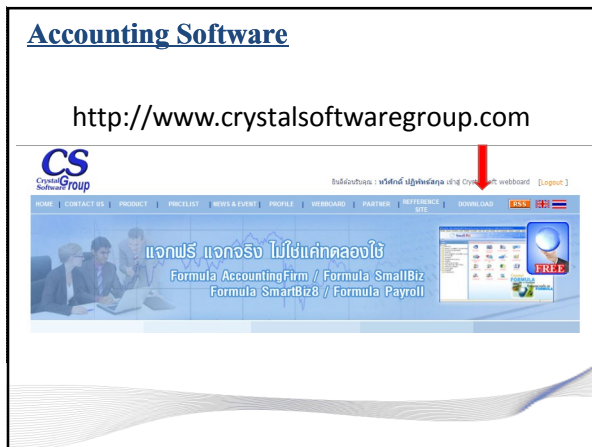 Accounting Software
http://www.crystalsoftwaregroup.com
CS
Crystal Group
Software
ยินดีต้อนรับคุณ : ทวีศักดิ์ ปฏิพัทธ์สกุล เข้าสู่ Crystalsoft webboard [Logout ]
HOME | CONTACT US | PRODUCT | PRICELIST | NEWS & EVENT | PROFILE | WEBBOARD | PARTNER | REFFERENCE SITE | DOWNLOAD RSS
แจกฟรี แจกจริง ไม่ใช่แค่ทดลองใช้
Formula AccountingFirm / Formula SmallBiz
Formula SmartBiz8 / Formula Payroll
FORMULA
FREE